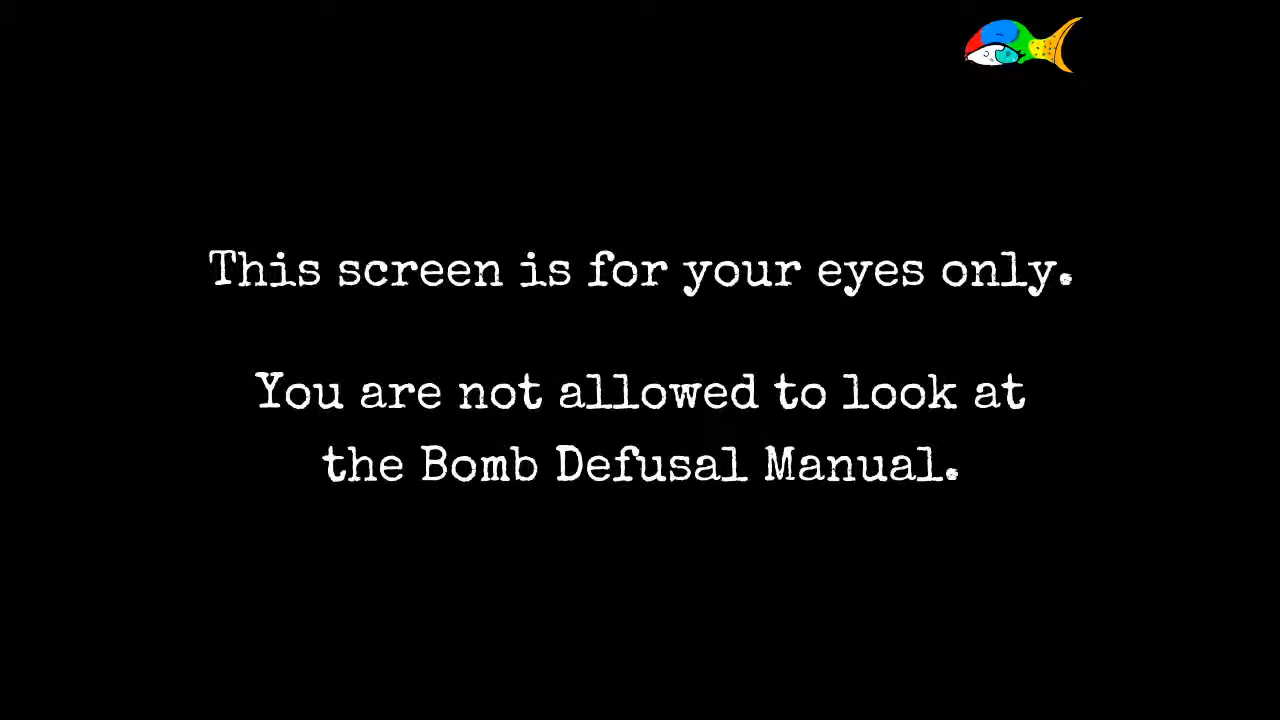 This screen is for your eyes only.
You are not allowed to look at
the Bomb Defusal Manual.